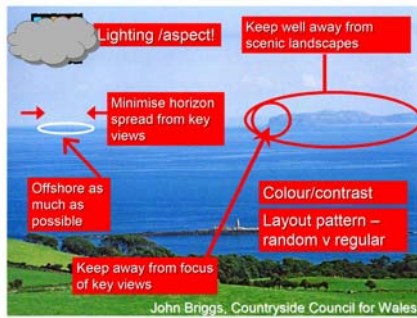 Lighting /aspect!
Keep well away from
scenic landscapes
Minimise horizon
spread from key
views
Offshore as
much as
possible
Colour/contrast
Layout pattern –
random v regular
Keep away from focus
of key views
John Briggs, Countryside Council for Wales